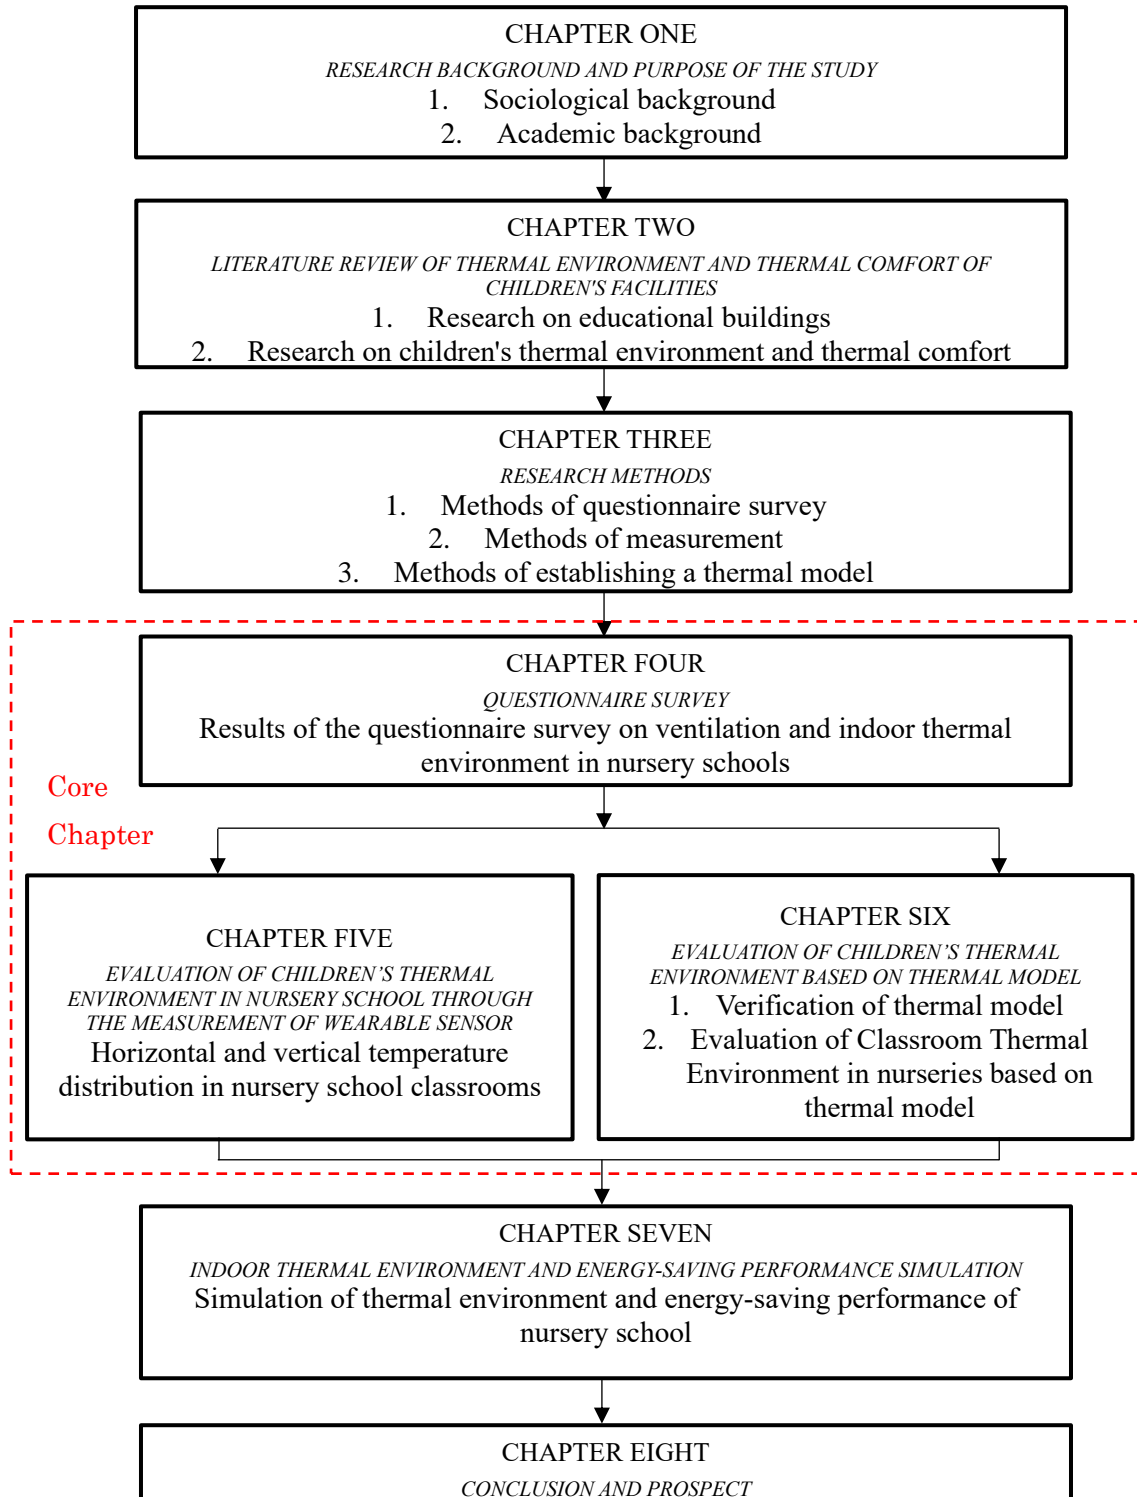 CHAPTER ONE
RESEARCH BACKGROUND AND PURPOSE OF THE STUDY
1. Sociological background
2. Academic background
CHAPTER TWO
LITERATURE REVIEW OF THERMAL ENVIRONMENT AND THERMAL COMFORT OF
CHILDREN'S FACILITIES
1. Research on educational buildings
2. Research on children's thermal environment and thermal comfort
CHAPTER THREE
RESEARCH METHODS
1. Methods of questionnaire survey
2. Methods of measurement
3. Methods of establishing a thermal model
CHAPTER FOUR
QUESTIONNAIRE SURVEY
Results of the questionnaire survey on ventilation and indoor thermal
environment in nursery schools
Core
Chapter
CHAPTER FIVE
EVALUATION OF CHILDREN’S THERMAL
ENVIRONMENT IN NURSERY SCHOOL THROUGH
THE MEASUREMENT OF WEARABLE SENSOR
Horizontal and vertical temperature
distribution in nursery school classrooms
CHAPTER SIX
EVALUATION OF CHILDREN’S THERMAL
ENVIRONMENT BASED ON THERMAL MODEL
1. Verification of thermal model
2. Evaluation of Classroom Thermal
Environment in nurseries based on
thermal model
CHAPTER SEVEN
INDOOR THERMAL ENVIRONMENT AND ENERGY-SAVING PERFORMANCE SIMULATION
Simulation of thermal environment and energy-saving performance of
nursery school
CHAPTER EIGHT
CONCLUSION AND PROSPECT